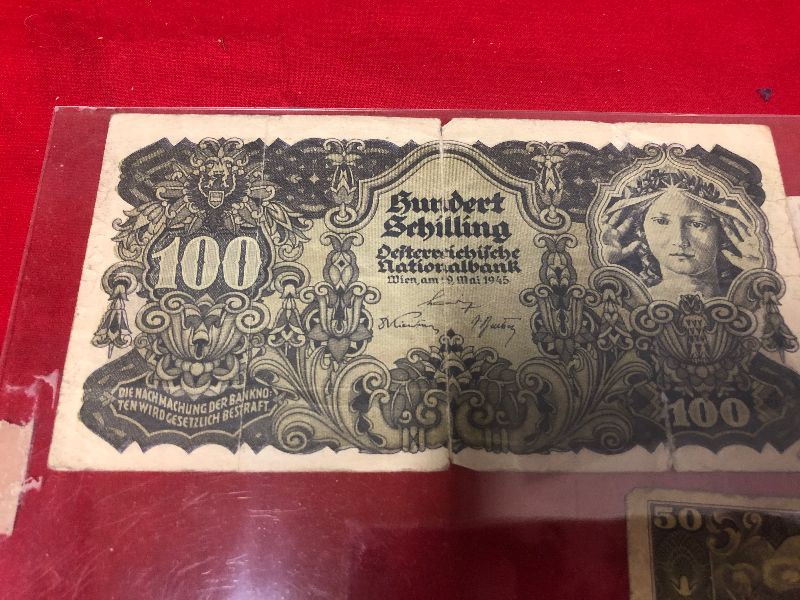 100
Hundert
Schilling
Oesterreichische
Nationalbank
Wien, am 29. Mai 1945
DIE NACHMACHUNG DER BANKNO-
TEN WIRD GESETZLICH BESTRAFT
100
50